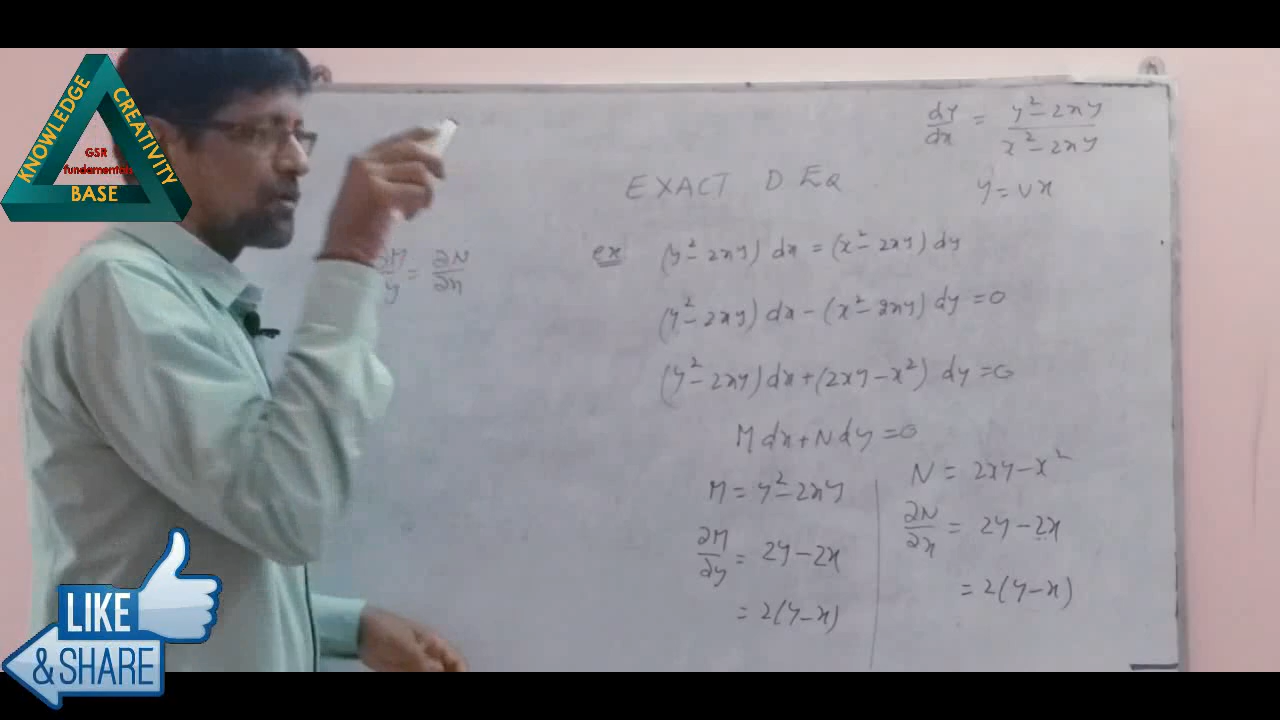 KNOWLEDGE
CREATIVITY
GSR
fundamentals
BASE
dy/dx = y² - 2xy / x² - 2xy
y = vx
EXACT D EQ
∂M/∂y = ∂N/∂x
ex (y² - 2xy) dx = (x² - 2xy) dy
(y² - 2xy) dx - (x² - 2xy) dy = 0
(y² - 2xy) dx + (2xy - x²) dy = 0
M dx + N dy = 0
M = y² - 2xy
∂M/∂y = 2y - 2x
= 2(y - x)
N = 2xy - x²
∂N/∂x = 2y - 2x
= 2(y - x)
LIKE
& SHARE